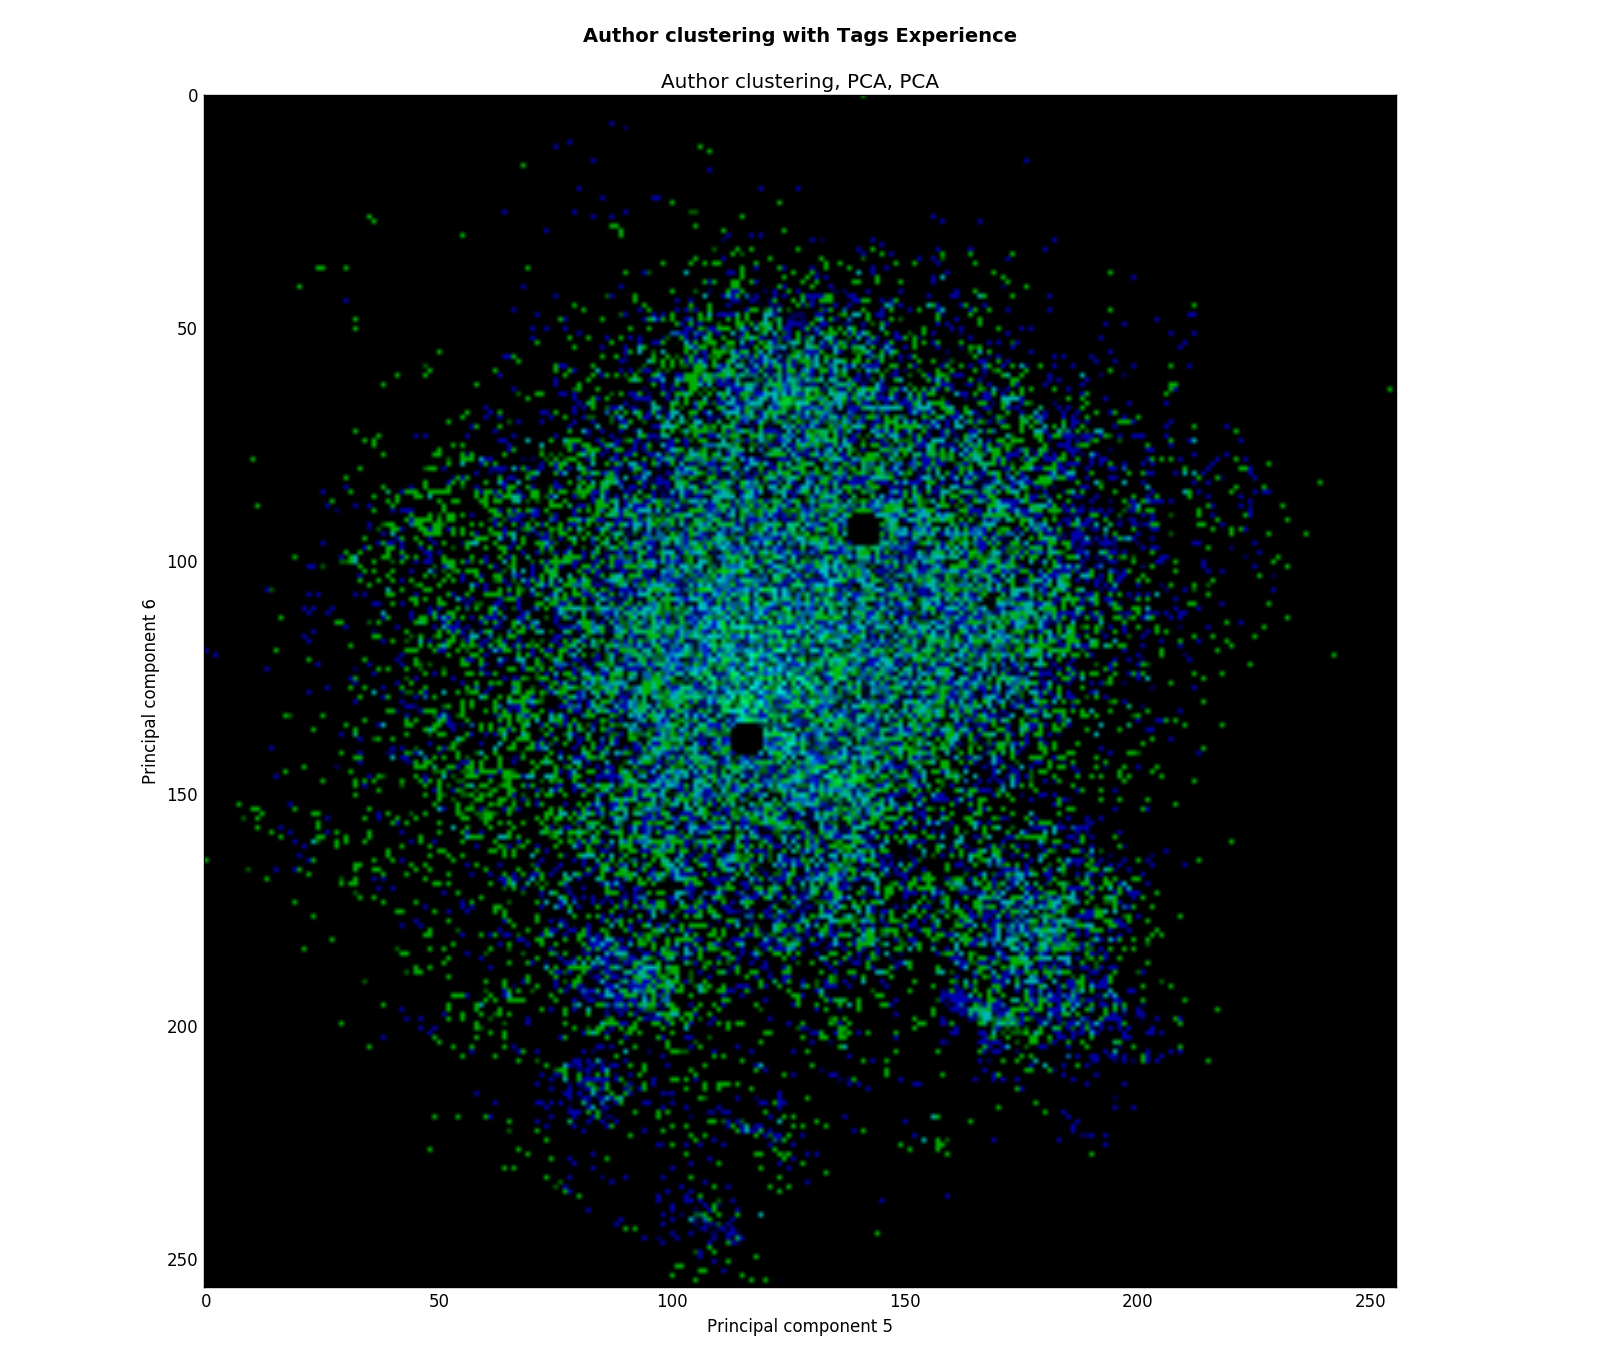 Author clustering with Tags Experience
Author clustering, PCA, PCA
0
50
100
150
200
250
Principal component 6
0 50 100 150 200 250
Principal component 5